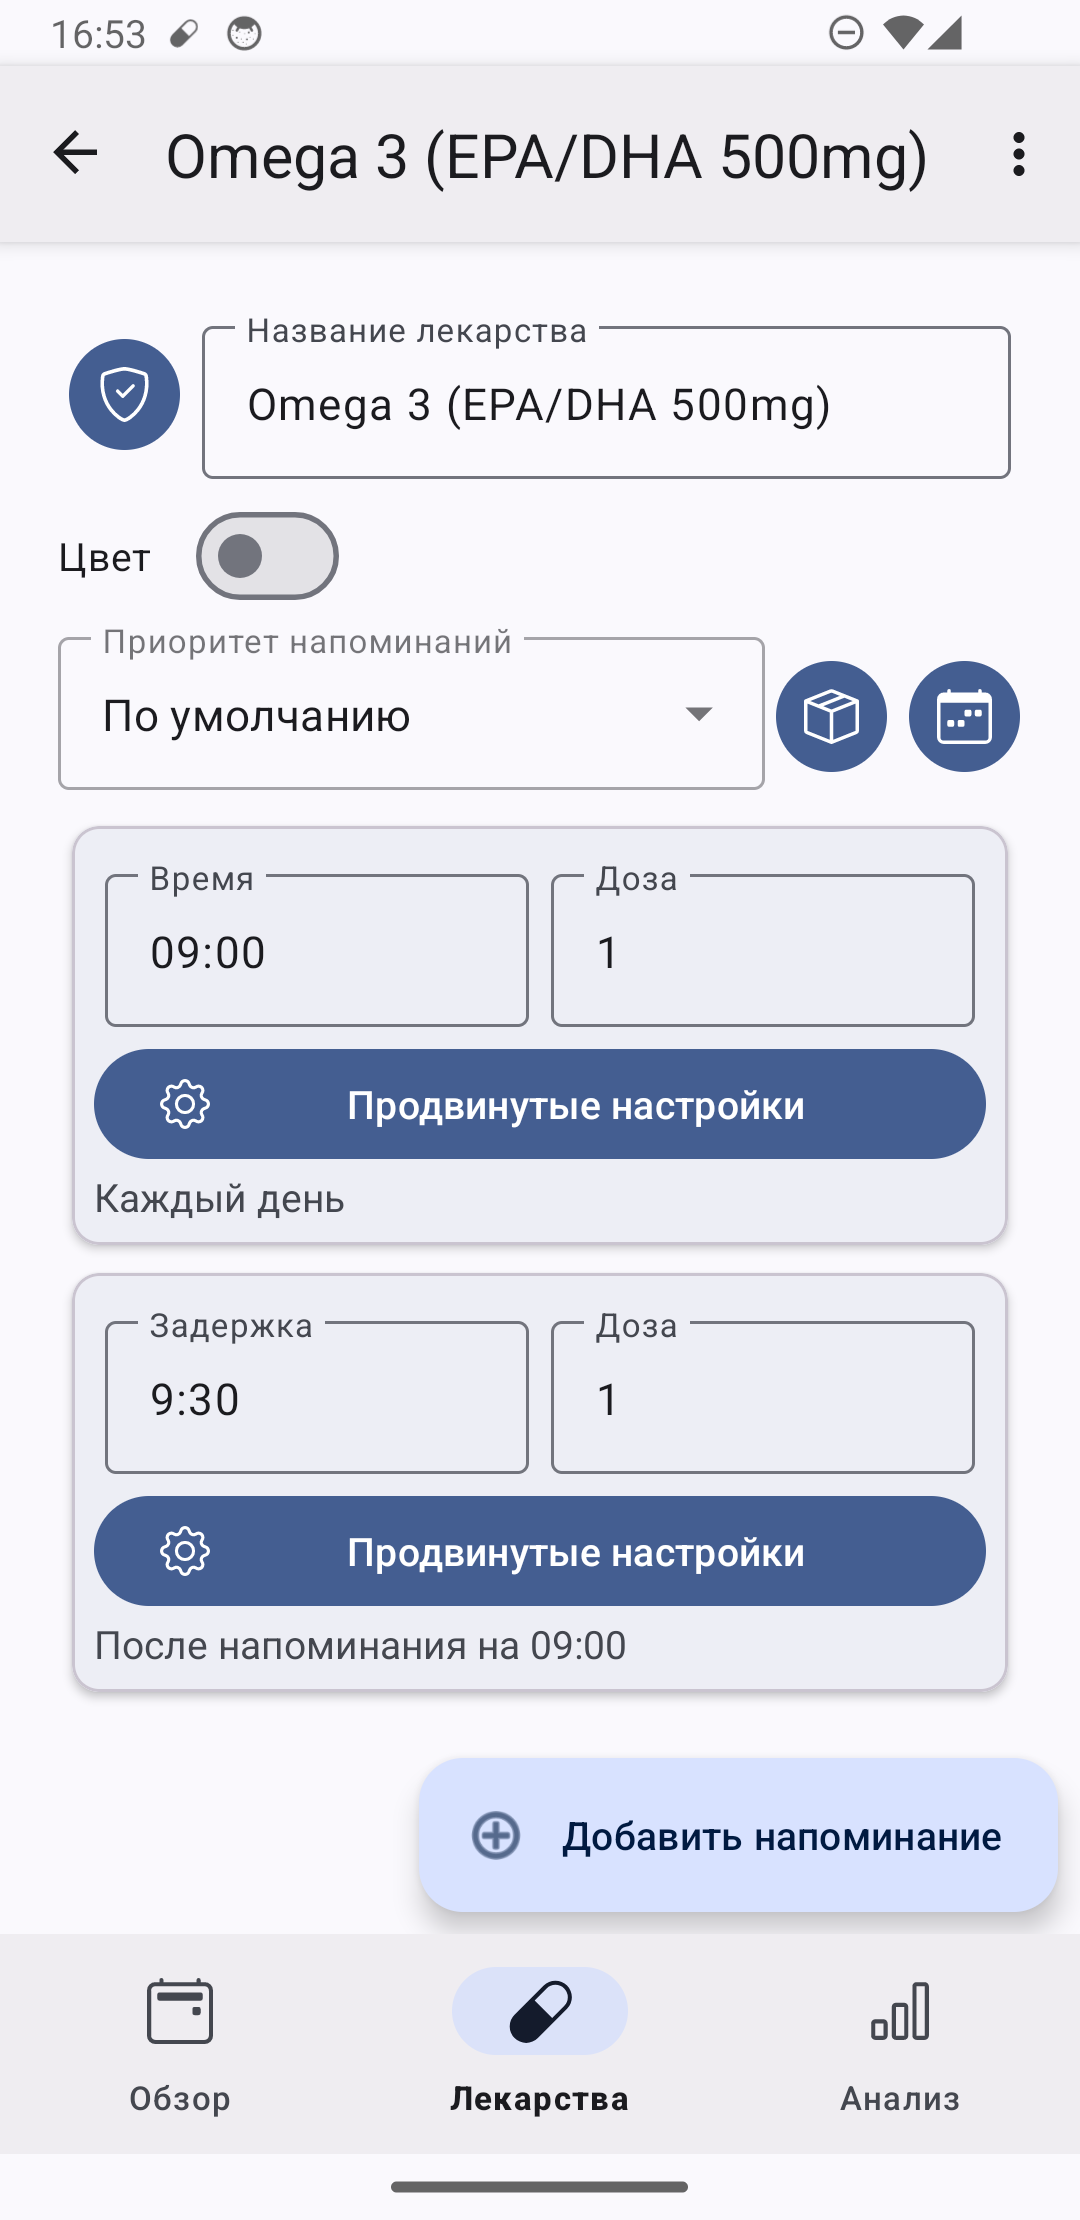 16:53
Omega 3 (EPA/DHA 500mg)
Название лекарства
Omega 3 (EPA/DHA 500mg)
Цвет
Приоритет напоминаний
По умолчанию
Время
Доза
09:00
1
Продвинутые настройки
Каждый день
Задержка
Доза
9:30
1
Продвинутые настройки
После напоминания на 09:00
Добавить напоминание
Обзор
Лекарства
Анализ